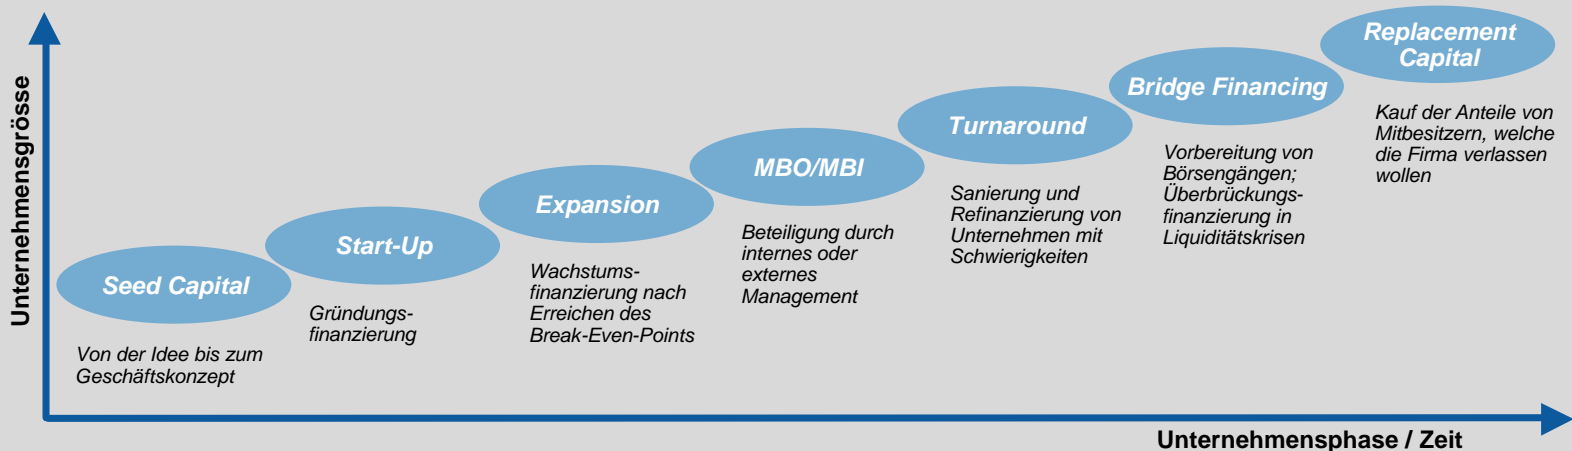 Unternehmensgrösse
Seed Capital
Von der Idee bis zum
Geschäftskonzept
Start-Up
Gründungs-
finanzierung
Expansion
Wachstums-
finanzierung nach
Erreichen des
Break-Even-Points
MBO/MBI
Beteiligung durch
internes oder
externes
Management
Turnaround
Sanierung und
Refinanzierung von
Unternehmen mit
Schwierigkeiten
Bridge Financing
Vorbereitung von
Börsengängen;
Überbrückungs-
finanzierung in
Liquiditätskrisen
Replacement
Capital
Kauf der Anteile von
Mitbesitzern, welche
die Firma verlassen
wollen
Unternehmensphase / Zeit